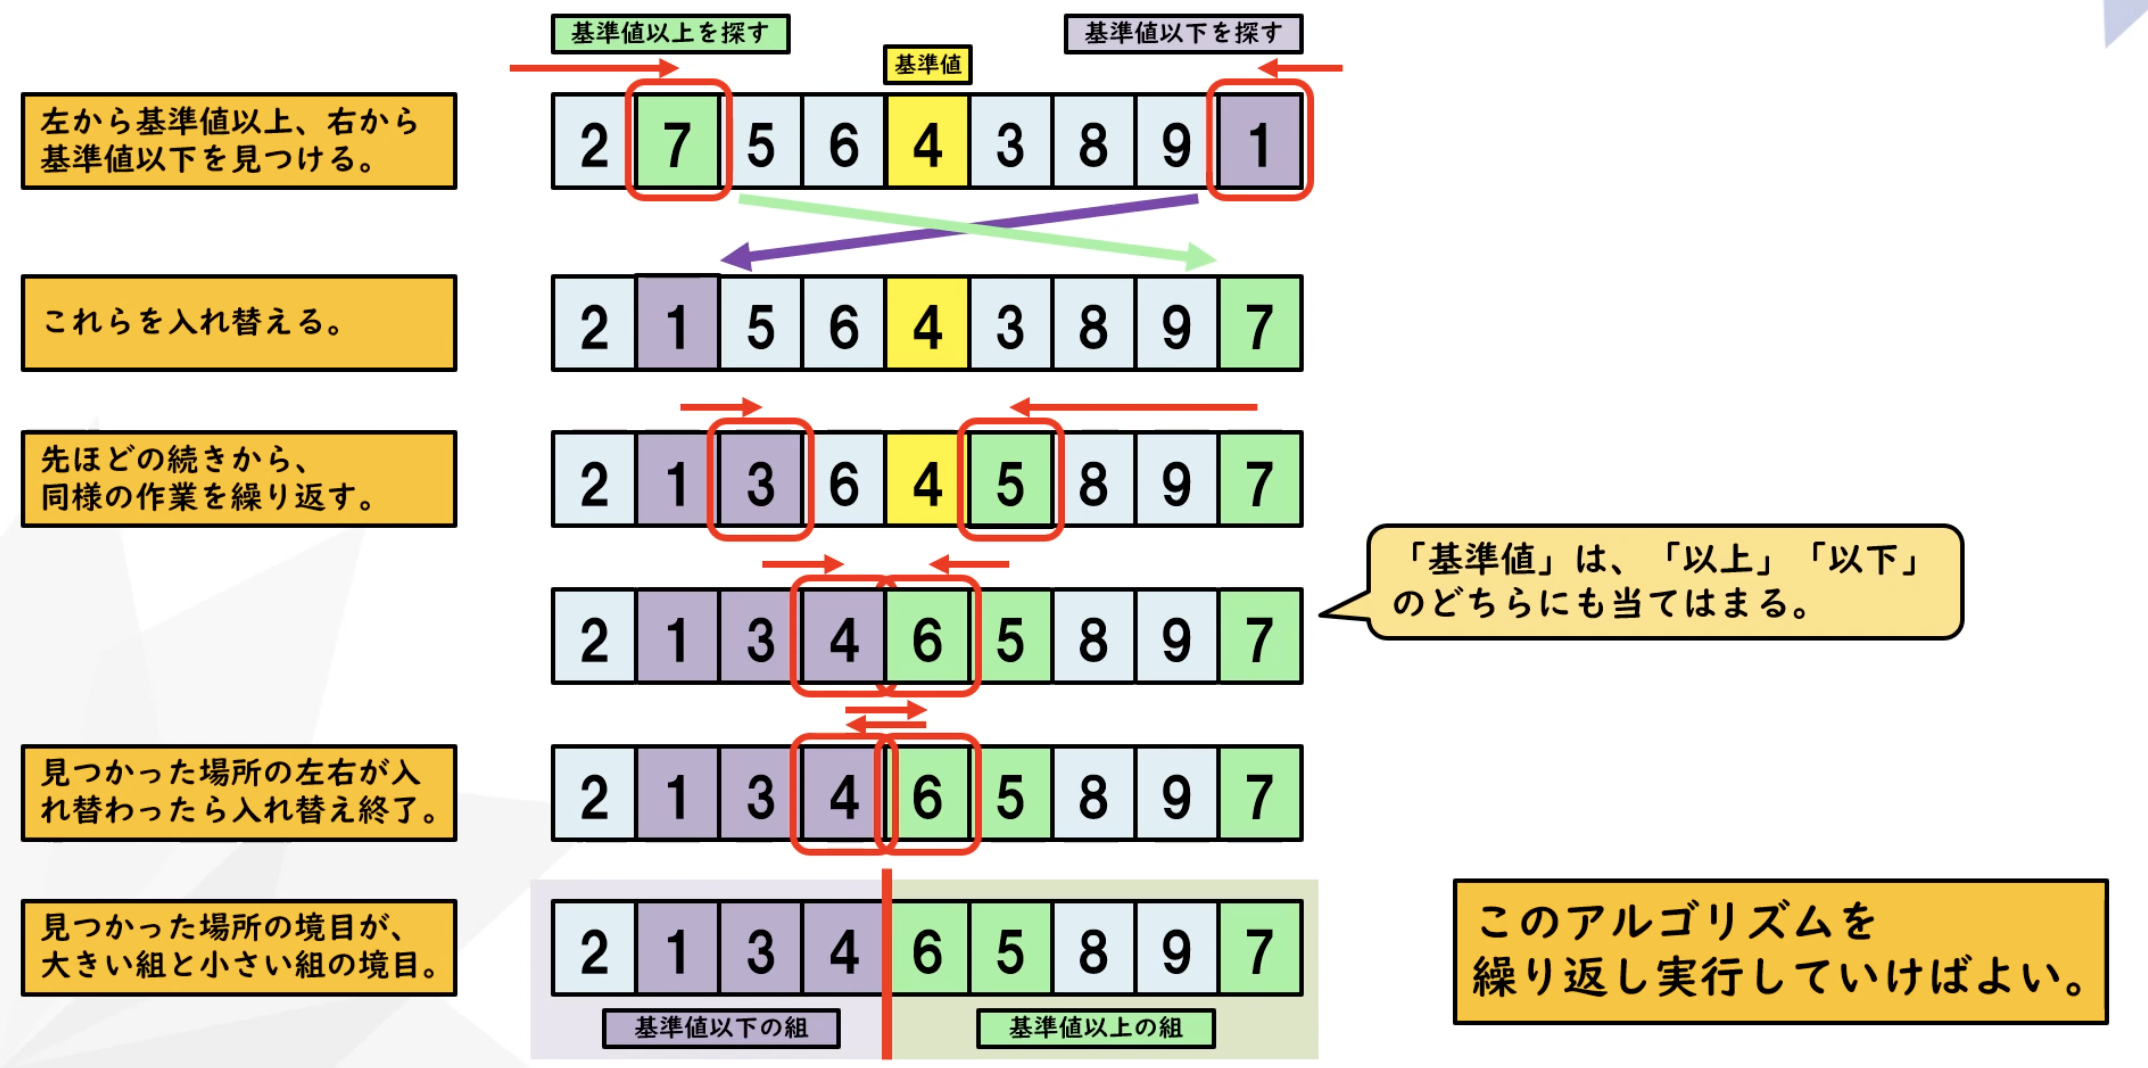 基準値以上を探す
基準値以下を探す
基準値
左から基準値以上、右から
基準値以下を見つける。
2 7 5 6 4 3 8 9 1
これらを入れ替える。
2 1 5 6 4 3 8 9 7
先ほどの続きから、
同様の作業を繰り返す。
2 1 3 6 4 5 8 9 7
「基準値」は、「以上」「以下」
のどちらにも当てはまる。
2 1 3 4 6 5 8 9 7
見つかった場所の左右が入
れ替わったら入れ替え終了。
2 1 3 4 6 5 8 9 7
見つかった場所の境目が、
大きい組と小さい組の境目。
2 1 3 4 6 5 8 9 7
基準値以下の組
基準値以上の組
このアルゴリズムを
繰り返し実行していけばよい。